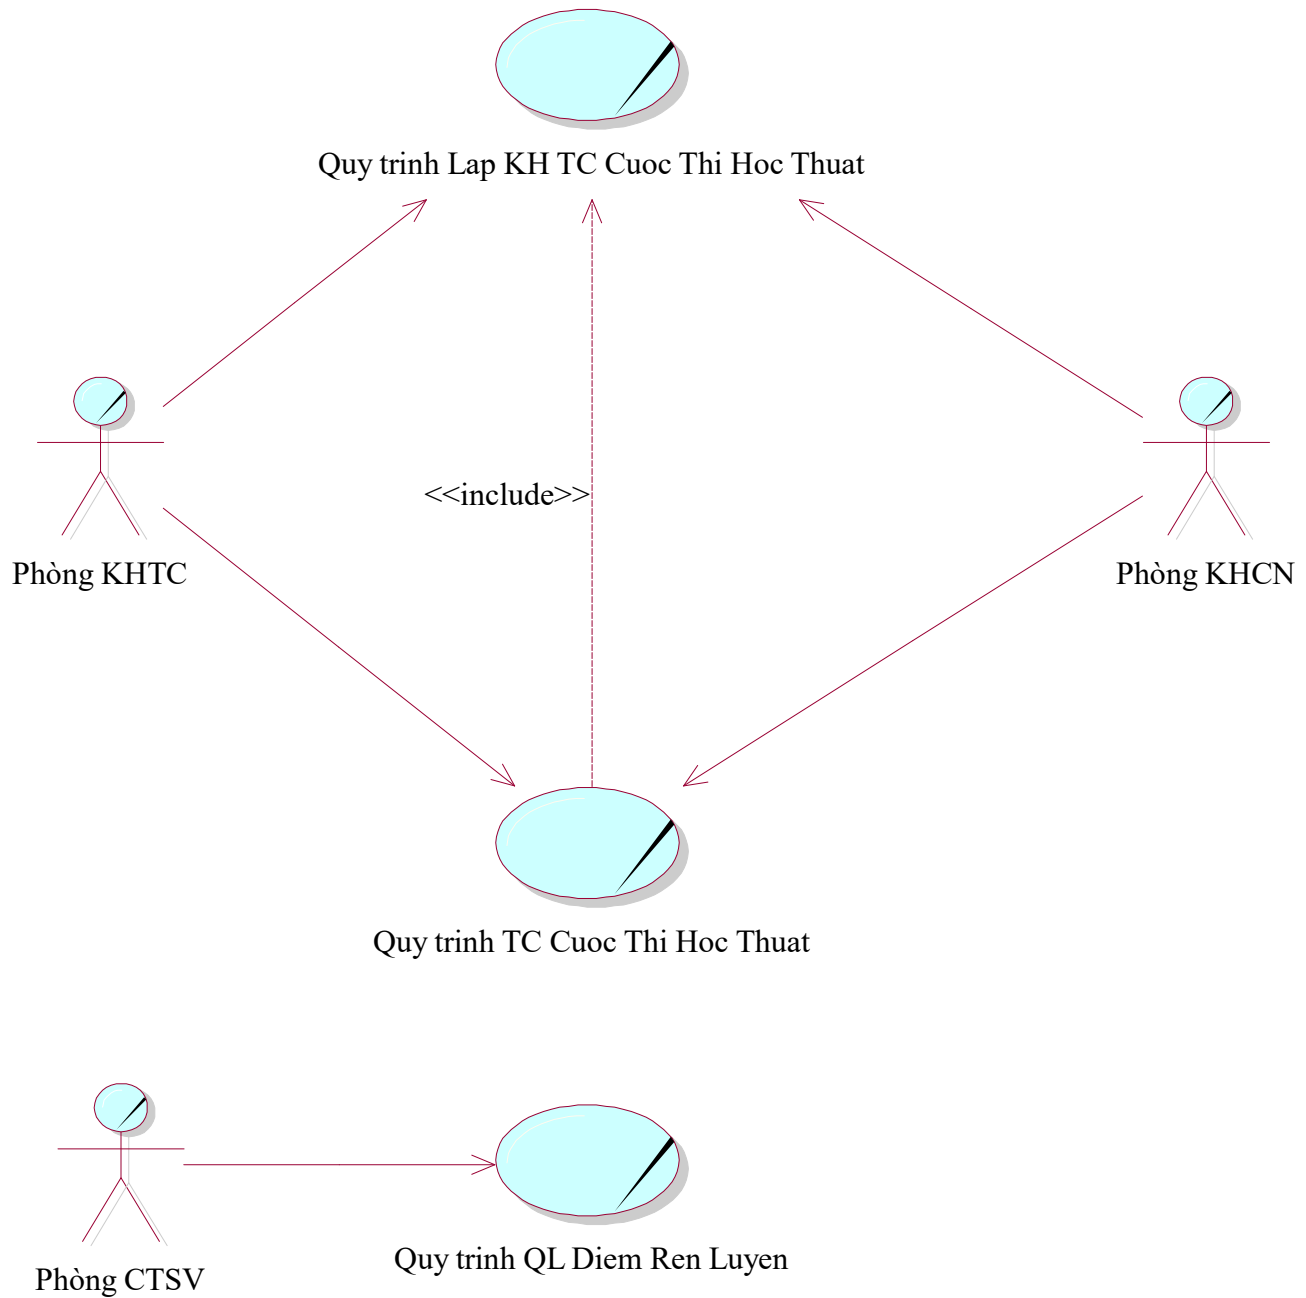 Quy trinh Lap KH TC Cuoc Thi Hoc Thuat
<<include>>
Phòng KHTC
Phòng KHCN
Quy trinh TC Cuoc Thi Hoc Thuat
Quy trinh QL Diem Ren Luyen
Phòng CTSV